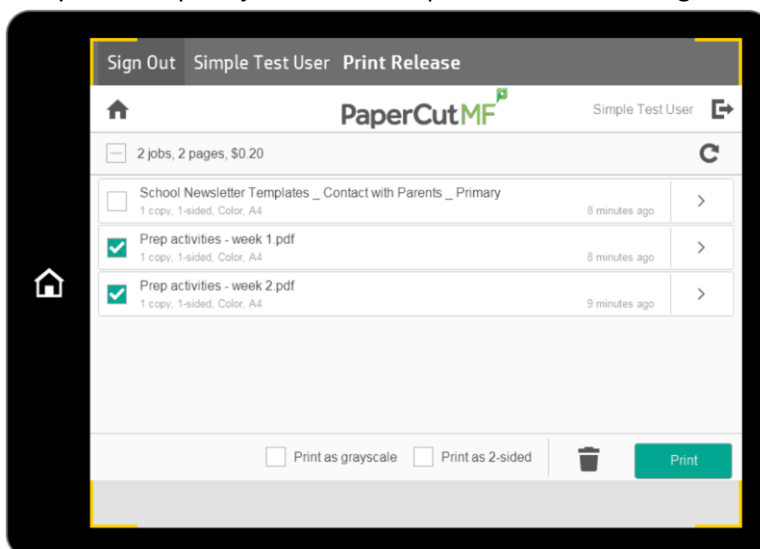 Sign Out Simple Test User Print Release
PaperCutMF Simple Test User
2 jobs, 2 pages, $0.20
School Newsletter Templates _ Contact with Parents _ Primary
1 copy, 1-sided, Color, A4 8 minutes ago
Prep activities - week 1.pdf
1 copy, 1-sided, Color, A4 8 minutes ago
Prep activities - week 2.pdf
1 copy, 1-sided, Color, A4 9 minutes ago
Print as grayscale Print as 2-sided Print